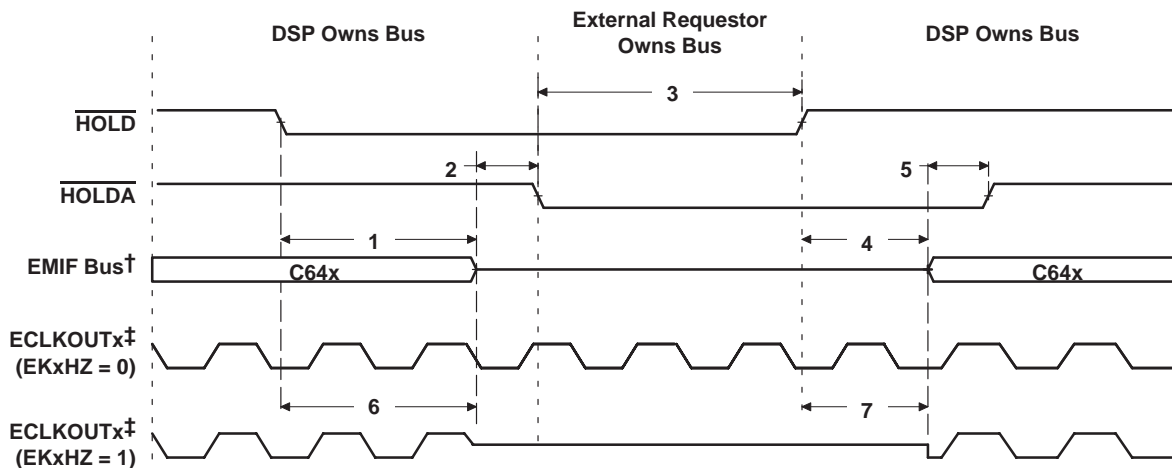 DSP Owns Bus
External Requestor
Owns Bus
DSP Owns Bus
3
HOLD
2
5
HOLDA
1
4
EMIF Bus†
C64x
C64x
ECLKOUTx‡
(EKxHZ = 0)
6
7
ECLKOUTx‡
(EKxHZ = 1)